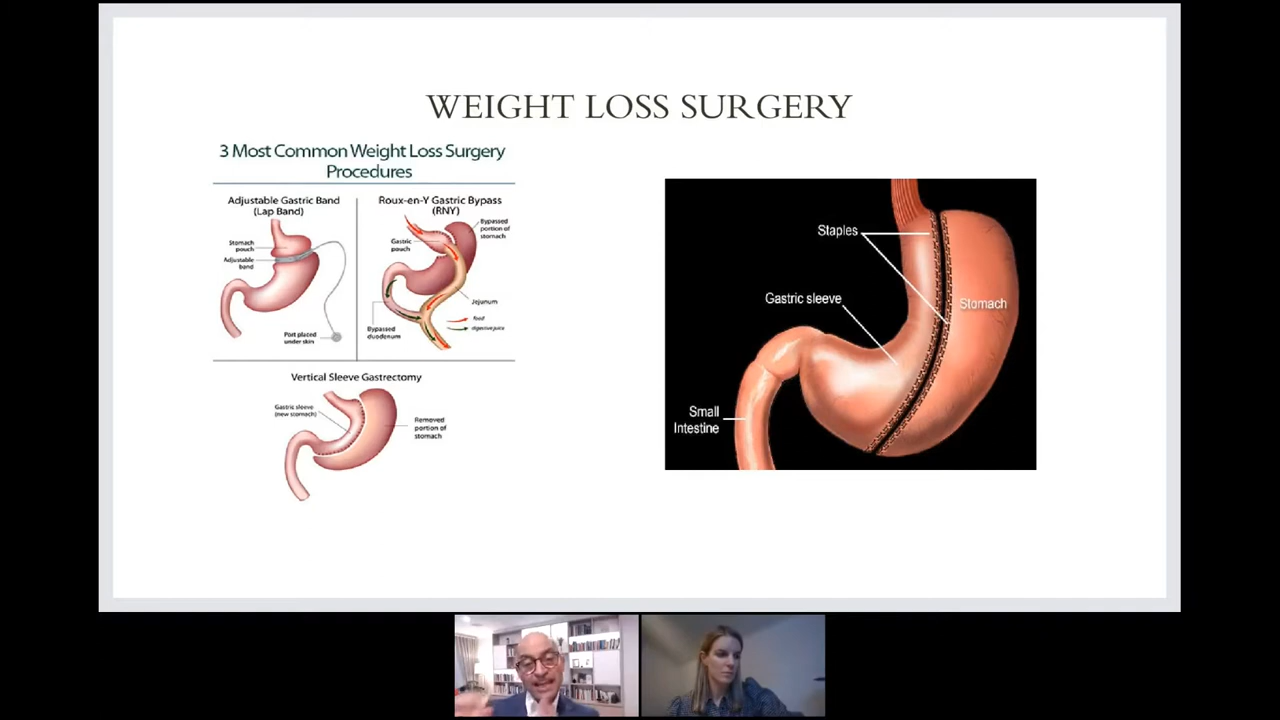 WEIGHT LOSS SURGERY
3 Most Common Weight Loss Surgery
Procedures
Adjustable Gastric Band
(Lap Band)
Stomach
pouch
Adjustable
band
Port placed
under skin
Roux-en-Y Gastric Bypass
(RNY)
Bypassed
portion of
stomach
Gastric
pouch
Jejunum
food
digestive juice
Bypassed
duodenum
Vertical Sleeve Gastrectomy
Gastric sleeve
(new stomach)
Removed
portion of
stomach
Staples
Gastric sleeve
Stomach
Small
Intestine